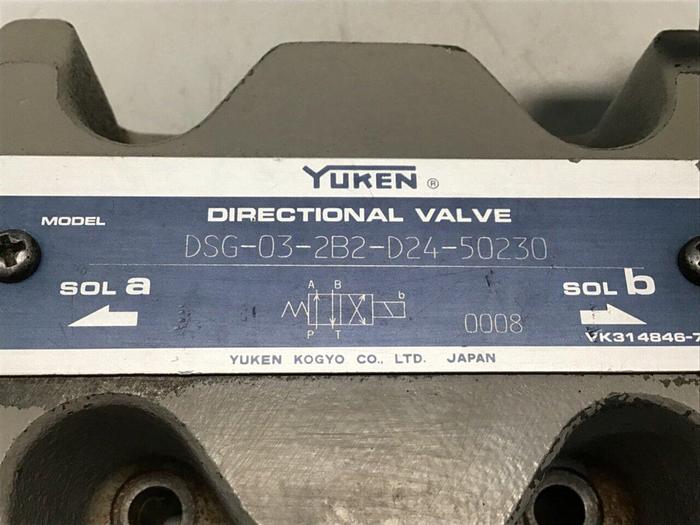 YUKEN ®
MODEL DIRECTIONAL VALVE
DSG-03-2B2-D24-50230
SOL a
SOL b
A B
b
P T
0008
VK314846-7
YUKEN KOGYO CO., LTD. JAPAN